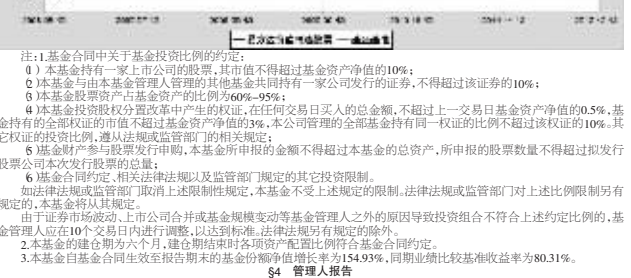 注:1.基金合同中关于基金投资比例的约定:
(1)本基金持有一家上市公司的股票,其市值不得超过基金资产净值的10%;
(2)本基金与由本基金管理人管理的其他基金共同持有一家公司发行的证券,不得超过该证券的10%;
(3)本基金股票资产占基金资产的比例为60%-95%;
(4)本基金投资股权分置改革中产生的权证,在任何交易日买入的总金额,不超过上一交易日基金资产净值的0.5%,基
金持有的全部权证的市值不超过基金资产净值的3%,本公司管理的全部基金持有同一权证的比例不超过该权证的10%。其
它权证的投资比例,遵从法规或监管部门的相关规定;
(5)基金财产参与股票发行申购,本基金所申报的金额不得超过本基金的总资产,所申报的股票数量不得超过拟发行
股票公司本次发行股票的总量;
(6)基金合同约定、相关法律法规以及监管部门规定的其它投资限制。
如法律法规或监管部门取消上述限制性规定,本基金不受上述规定的限制。法律法规或监管部门对上述比例限制另有
规定的,本基金将从其规定。
由于证券市场波动、上市公司合并或基金规模变动等基金管理人之外的原因导致投资组合不符合上述约定比例的,基
金管理人应在10个交易日内进行调整,以达到标准。法律法规另有规定的除外。
2.本基金的建仓期为六个月,建仓期结束时各项资产配置比例符合基金合同约定。
3.本基金自基金合同生效至报告期末的基金份额净值增长率为154.93%,同期业绩比较基准收益率为80.31%。
§4 管理人报告